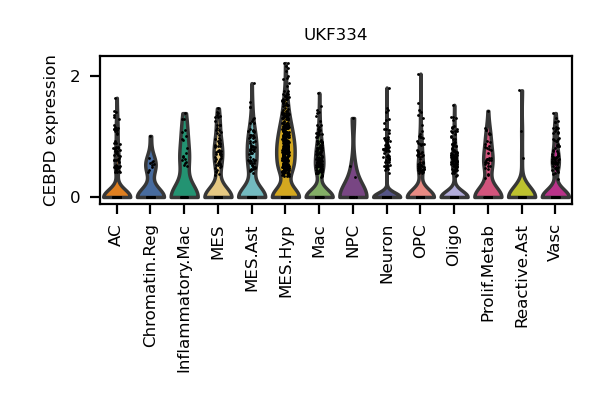 UKF334
CEBPD expression
2
0
AC
Chromatin.Reg
Inflammatory.Mac
MES
MES.Ast
MES.Hyp
Mac
NPC
Neuron
OPC
Oligo
Prolif.Metab
Reactive.Ast
Vasc